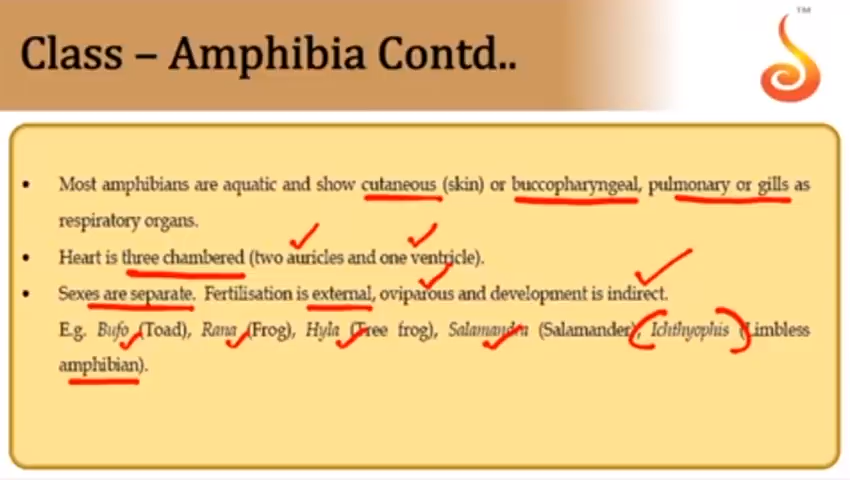 Class – Amphibia Contd..
TM
• Most amphibians are aquatic and show cutaneous (skin) or buccopharyngeal, pulmonary or gills as
respiratory organs.
• Heart is three chambered (two auricles and one ventricle).
• Sexes are separate. Fertilisation is external, oviparous and development is indirect.
E.g. Bufo (Toad), Rana (Frog), Hyla (Tree frog), Salamandra (Salamander), Ichthyophis (Limbless
amphibian).